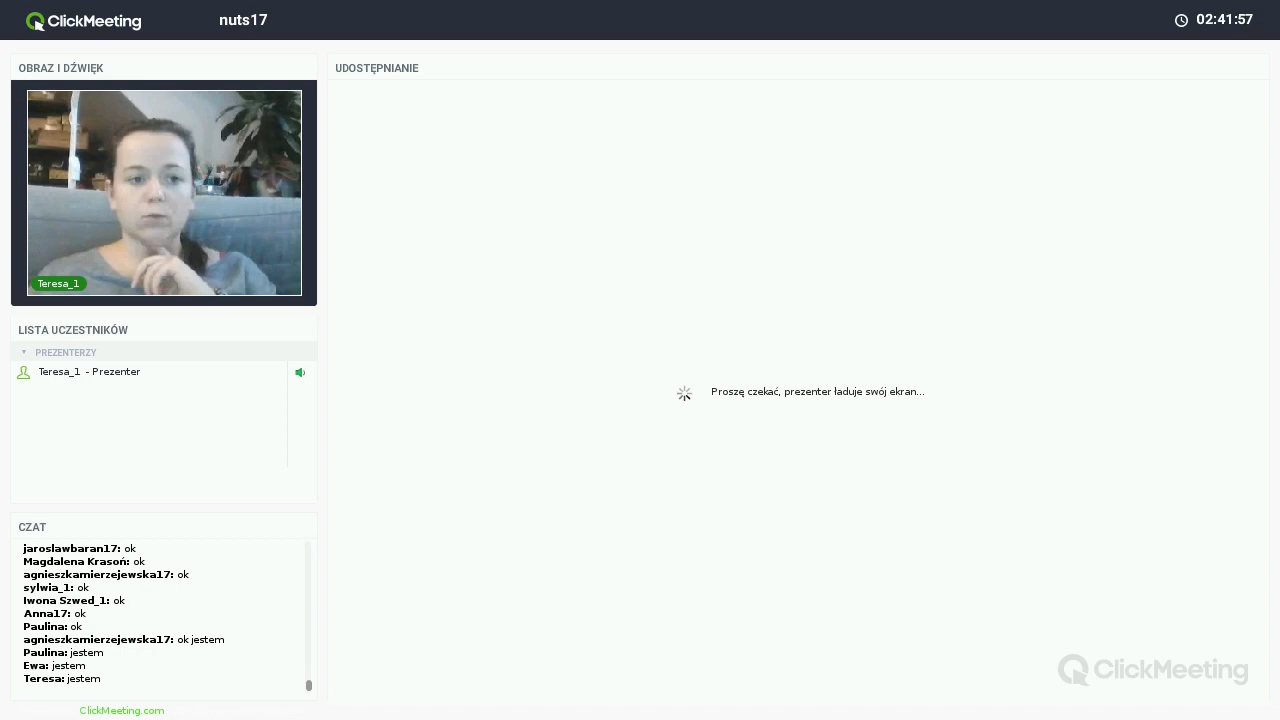 ClickMeeting
nuts17
02:41:57
OBRAZ I DŹWIĘK
Teresa_1
LISTA UCZESTNIKÓW
PREZENTERZY
Teresa_1 - Prezenter
CZAT
jaroslawbaran17: ok
Magdalena Krasoń: ok
agnieszkamierzejewska17: ok
sylwia_1: ok
Iwona Szwed_1: ok
Anna17: ok
Paulina: ok
agnieszkamierzejewska17: ok jestem
Paulina: jestem
Ewa: jestem
Teresa: jestem
ClickMeeting.com
UDOSTĘPNIANIE
Proszę czekać, prezenter ładuje swój ekran...
ClickMeeting